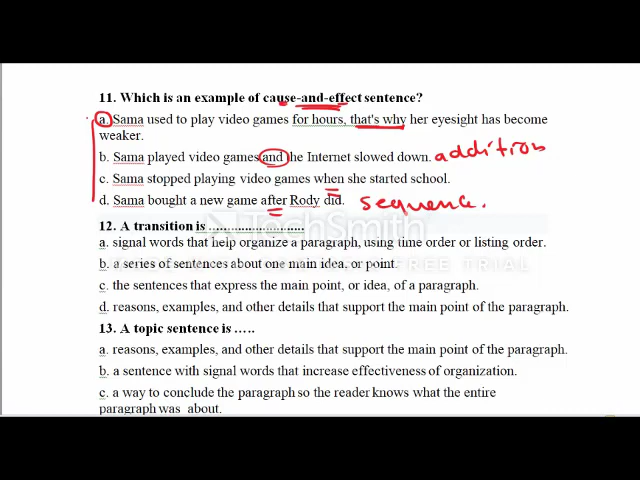 11. Which is an example of cause-and-effect sentence?
a. Sama used to play video games for hours, that's why her eyesight has become
weaker.
b. Sama played video games and the Internet slowed down. addition
c. Sama stopped playing video games when she started school.
d. Sama bought a new game after Rody did. sequence.
12. A transition is ..............................
TechSmith
a. signal words that help organize a paragraph, using time order or listing order.
b. a series of sentences about one main idea, or point.
FREE TRIAL
c. the sentences that express the main point, or idea, of a paragraph.
d. reasons, examples, and other details that support the main point of the paragraph.
13. A topic sentence is …..
a. reasons, examples, and other details that support the main point of the paragraph.
b. a sentence with signal words that increase effectiveness of organization.
c. a way to conclude the paragraph so the reader knows what the entire
paragraph was about.